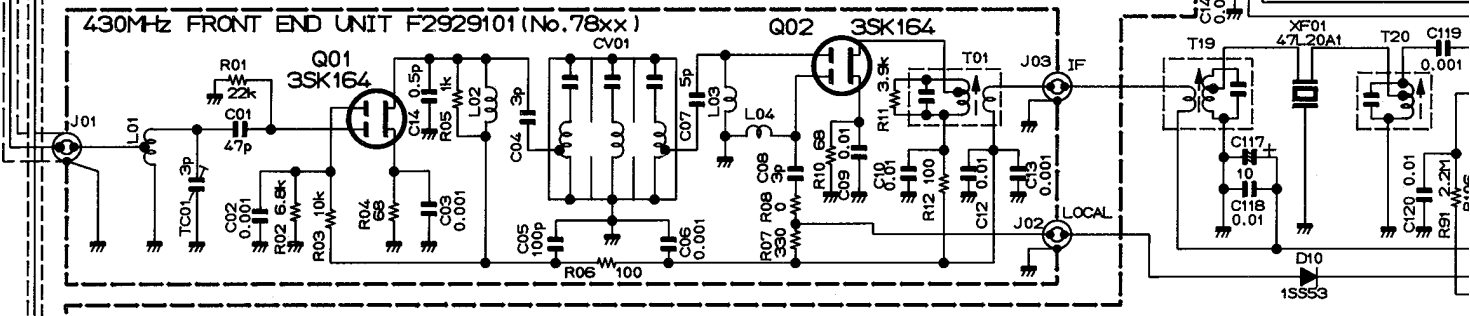 430MHz FRONT END UNIT F2929101(No.78xx)
Q01
3SK164
R01
22k
C01
47p
J01
L01
3p
TC01
C02
0.001
R02 6.8k
R03 10k
R04
68
C03
0.001
C14 0.5p
R05 1k
L02
C04 3p
CV01
C05
100p
R06 100
C06
0.001
C07 5p
L03
L04
Q02 3SK164
C08
3p
R08
0
R07
330
R10 68
C09 0.01
R11 3.9k
T01
C10
0.01
R12 100
C12 0.01
C13
0.001
J03 IF
J02 LOCAL
T19
XF01
47L20A1
T20
C119
0.001
C117
10
+
C118
0.01
C120 0.01
R91 2.2M
D10
1SS53